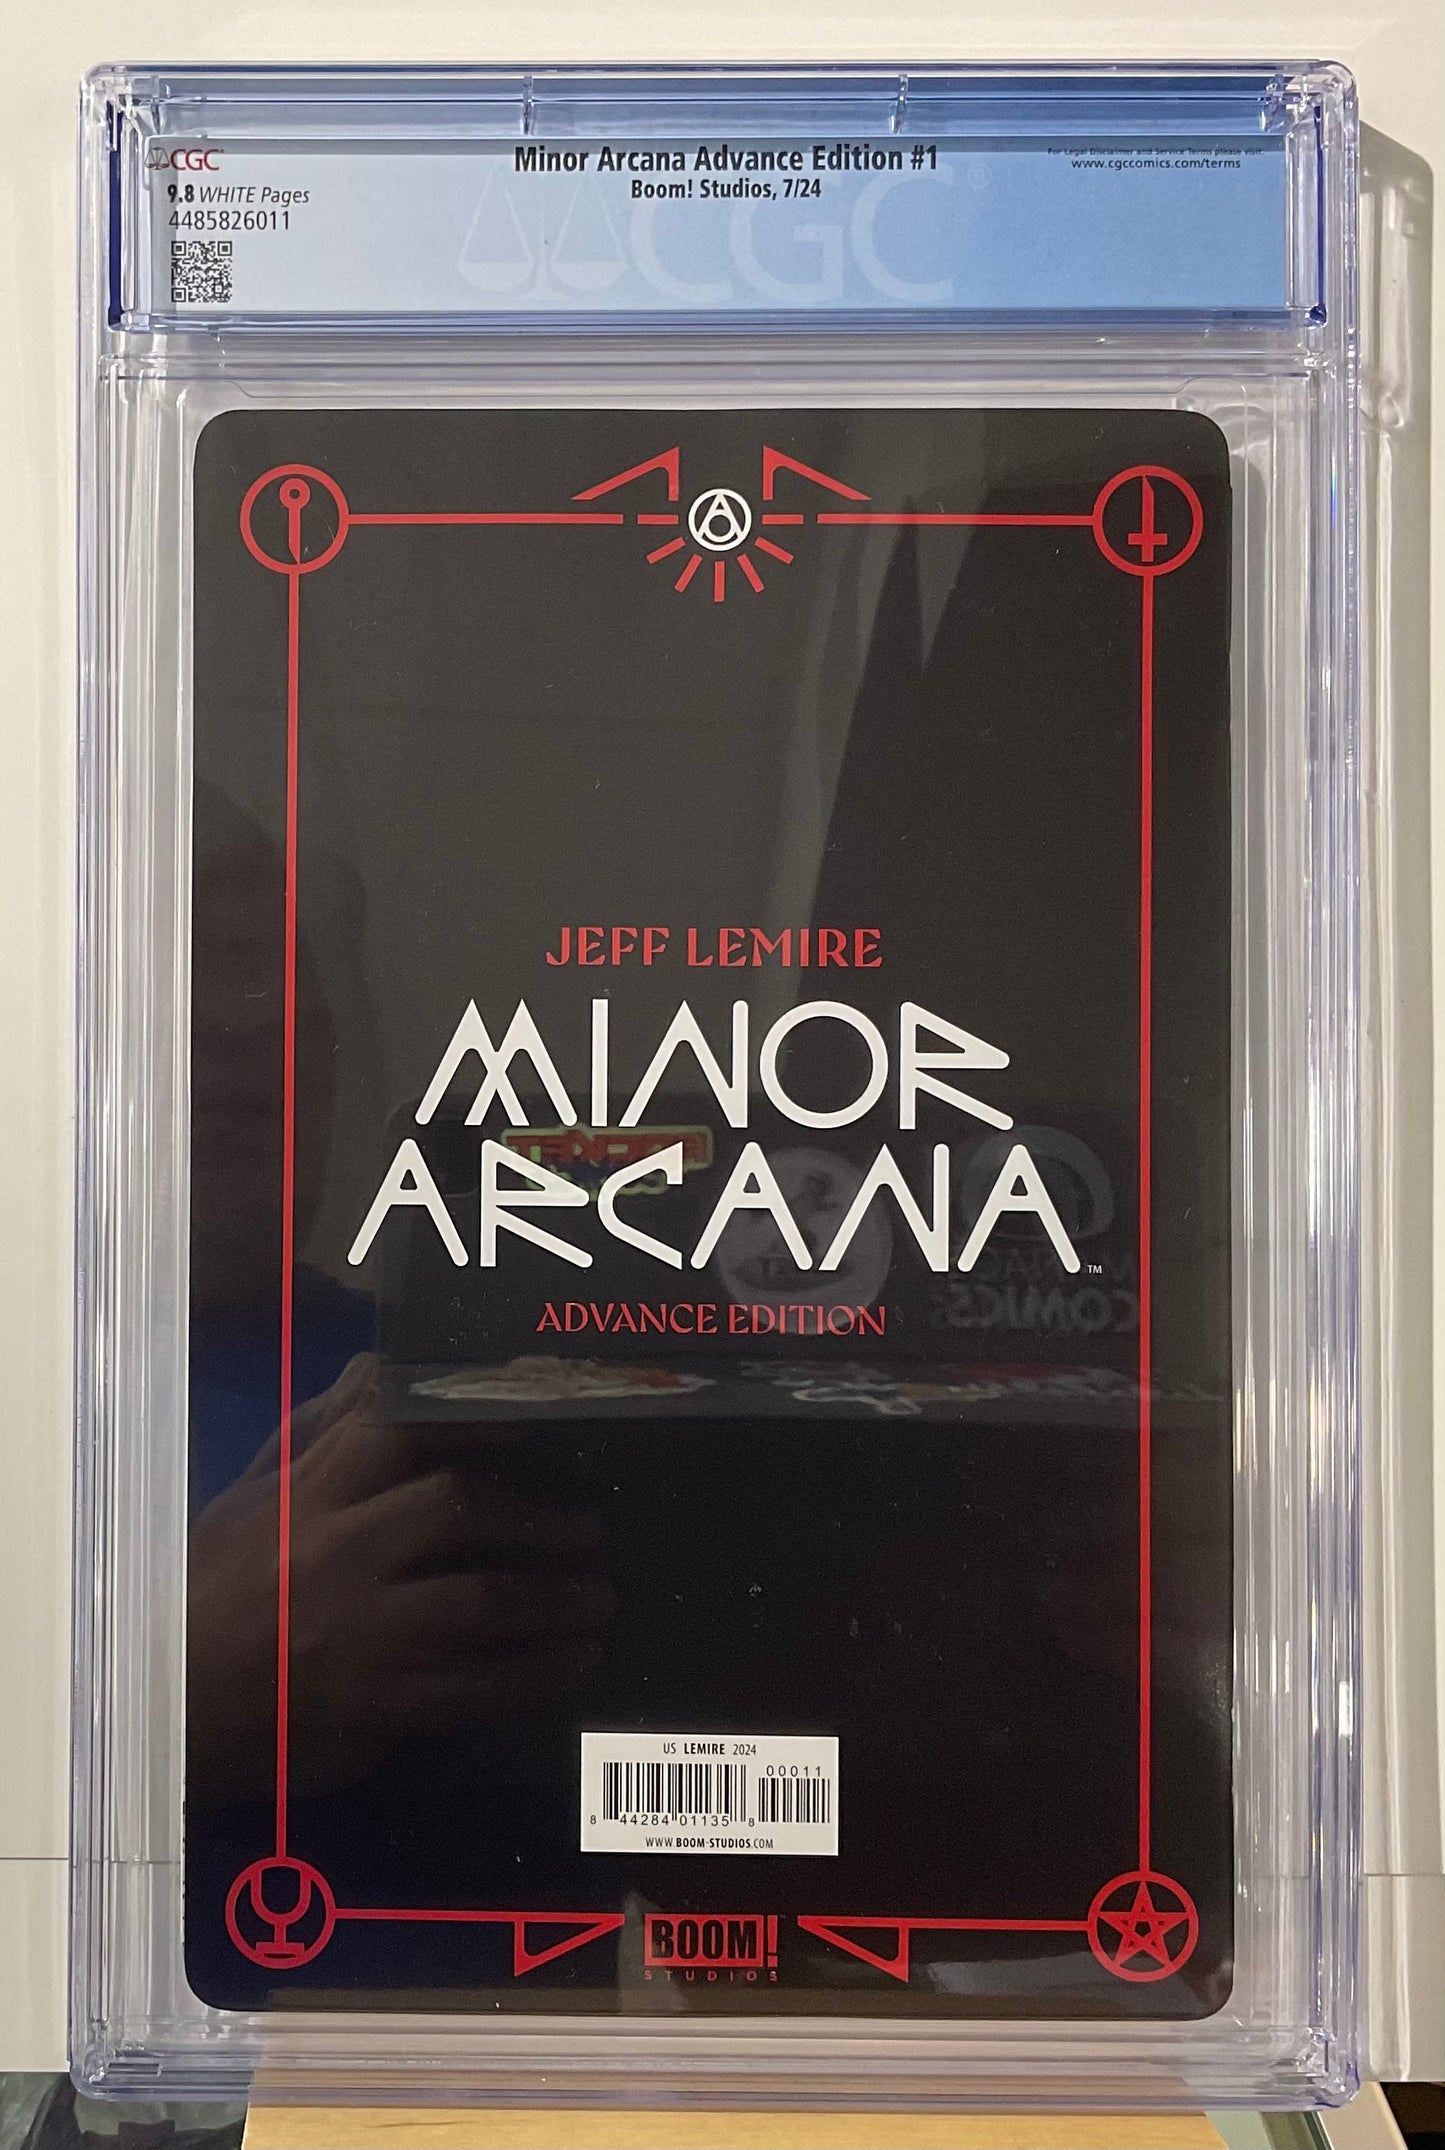 CGC
Minor Arcana Advance Edition #1
For Legal Disclaimer and Service Terms please visit:
9.8 WHITE Pages
Boom! Studios, 7/24
www.cgccomics.com/terms
4485826011
CGC®
JEFF LEMIRE
MINOR
ARCANA™
ADVANCE EDITION
US LEMIRE 2024
00011
8 44284 01135 8
WWW.BOOM-STUDIOS.COM
BOOM!
STUDIOS